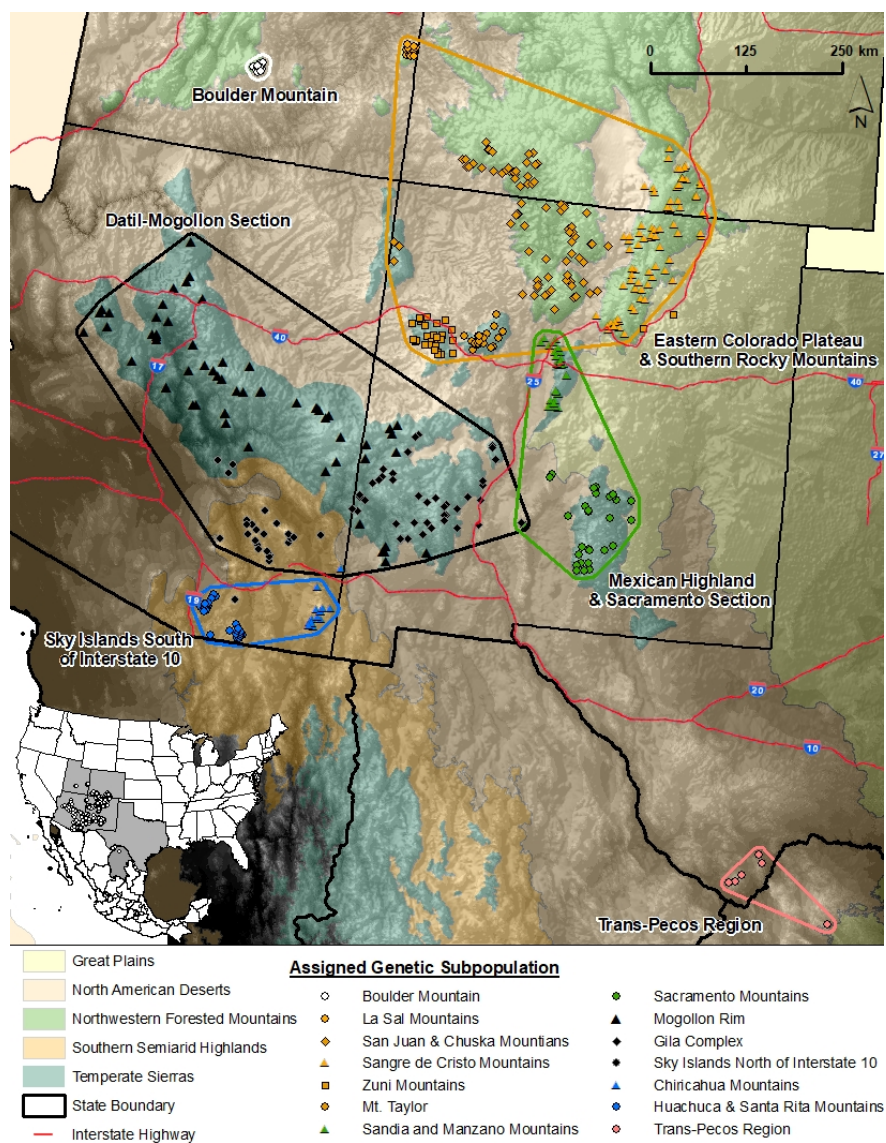 0 125 250 km
N
Boulder Mountain
Datil-Mogollon Section
40
17
25
Eastern Colorado Plateau
& Southern Rocky Mountains
40
27
Mexican Highland
& Sacramento Section
19
Sky Islands South
of Interstate 10
20
10
Trans-Pecos Region
Great Plains
North American Deserts
Northwestern Forested Mountains
Southern Semiarid Highlands
Temperate Sierras
State Boundary
Interstate Highway
Assigned Genetic Subpopulation
Boulder Mountain
La Sal Mountains
San Juan & Chuska Mountians
Sangre de Cristo Mountains
Zuni Mountains
Mt. Taylor
Sandia and Manzano Mountains
Sacramento Mountains
Mogollon Rim
Gila Complex
Sky Islands North of Interstate 10
Chiricahua Mountains
Huachuca & Santa Rita Mountains
Trans-Pecos Region